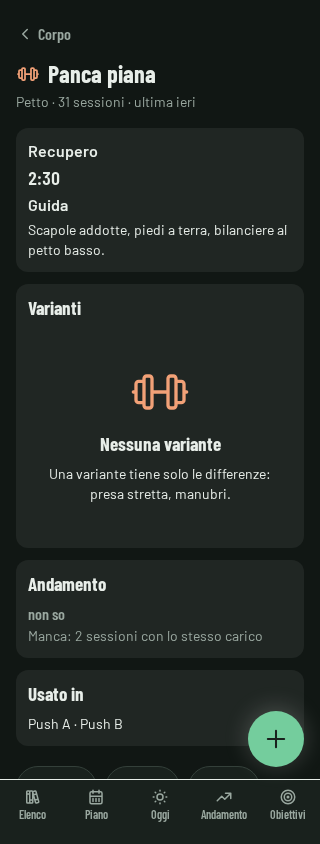 Corpo
Panca piana
Petto · 31 sessioni · ultima ieri
Recupero
2:30
Guida
Scapole addotte, piedi a terra, bilanciere al
petto basso.
Varianti
Nessuna variante
Una variante tiene solo le differenze:
presa stretta, manubri.
Andamento
non so
Manca: 2 sessioni con lo stesso carico
Usato in
Push A · Push B
Elenco
Piano
Oggi
Andamento
Obiettivi